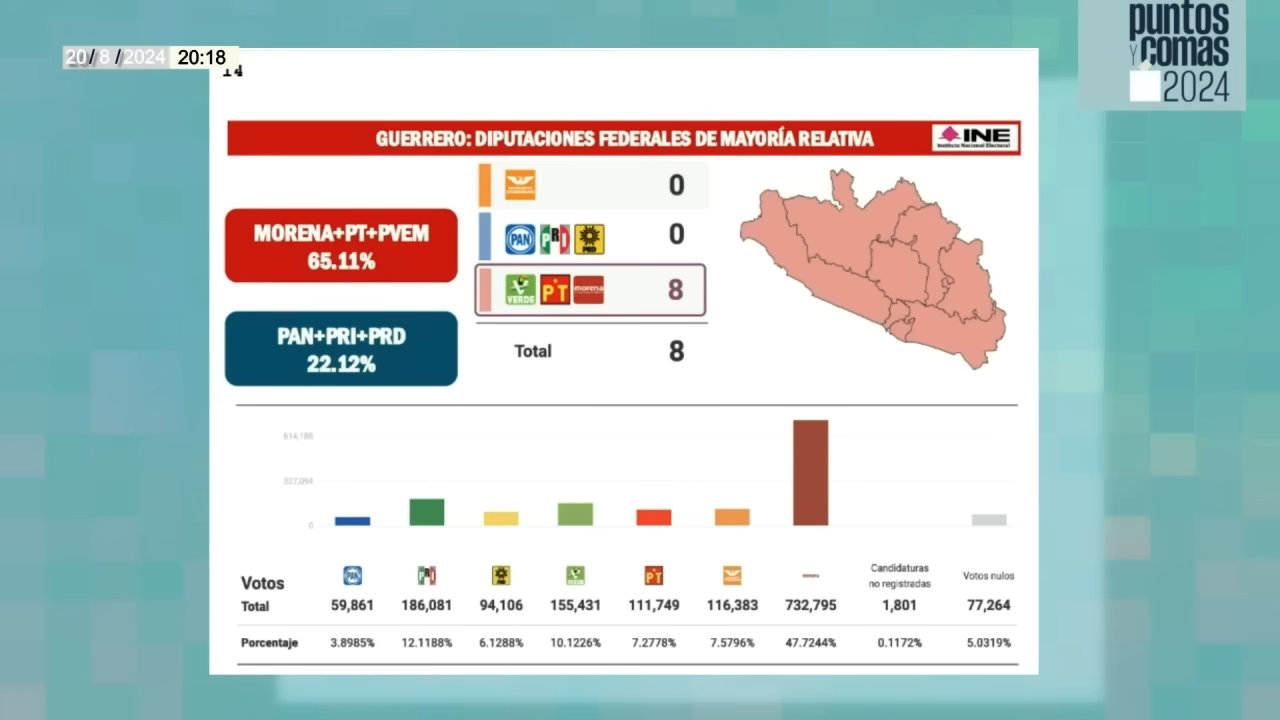 20/8/2024 20:18
puntos
Y comas
2024
14
GUERRERO: DIPUTACIONES FEDERALES DE MAYORÍA RELATIVA
INE
Instituto Nacional Electoral
MORENA+PT+PVEM
65.11%
PAN+PRI+PRD
22.12%
0
PAN PRD PRD 0
VERDE PT morena 8
Total 8
614,188
307,094
0
Votos
PAN PRD PT
Candidaturas
no registradas
Votos nulos
Total 59,861 186,081 94,106 155,431 111,749 116,383 732,795 1,801 77,264
Porcentaje 3.8985% 12.1188% 6.1288% 10.1226% 7.2778% 7.5796% 47.7244% 0.1172% 5.0319%